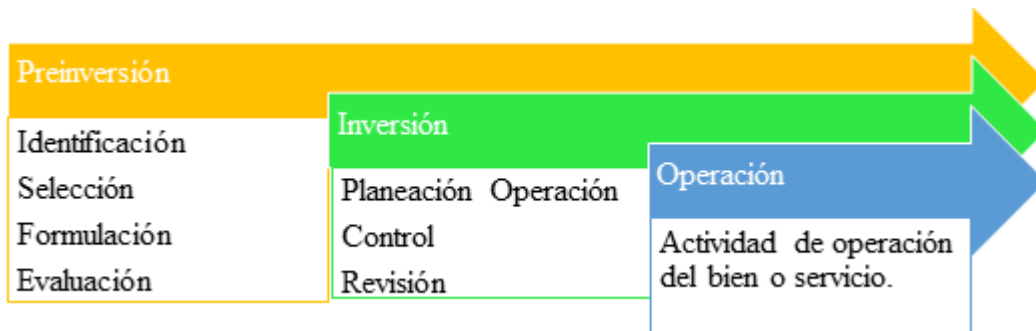 Preinversión
Identificación
Selección
Formulación
Evaluación
Inversión
Planeación Operación
Control
Revisión
Operación
Actividad de operación
del bien o servicio.